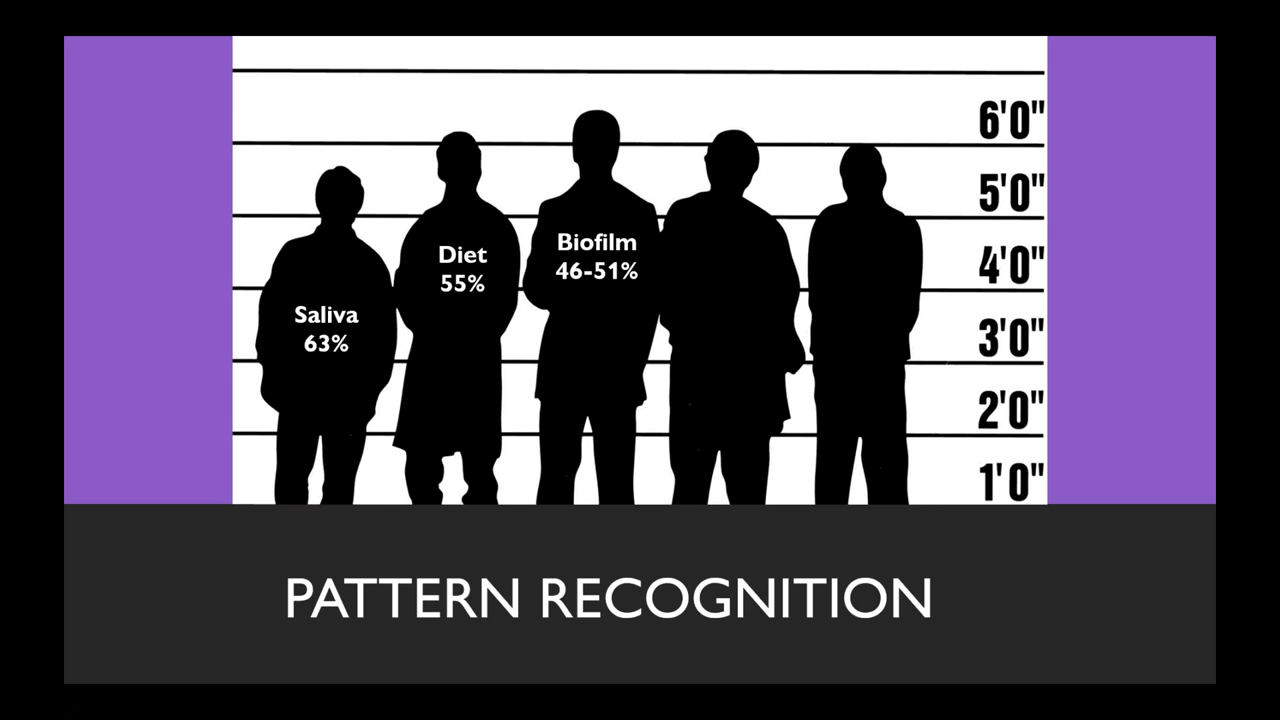 6'0"
5'0"
Biofilm
46-51%
Diet
55%
4'0"
Saliva
63%
3'0"
2'0"
1'0"
PATTERN RECOGNITION